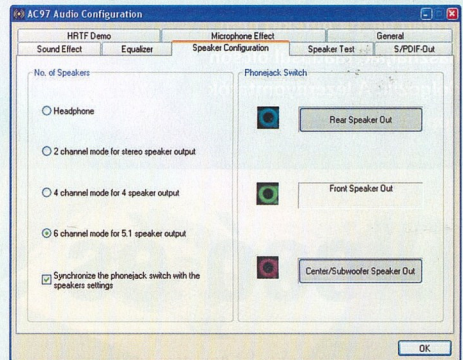 AC97 Audio Configuration
HRTF Demo
Microphone Effect
General
Sound Effect
Equalizer
Speaker Configuration
Speaker Test
S/PDIF-Out
No. of Speakers
Headphone
2 channel mode for stereo speaker output
4 channel mode for 4 speaker output
6 channel mode for 5.1 speaker output
Synchronize the phonejack switch with the
speakers settings
Phonejack Switch
Rear Speaker Out
Front Speaker Out
Center/Subwoofer Speaker Out
OK